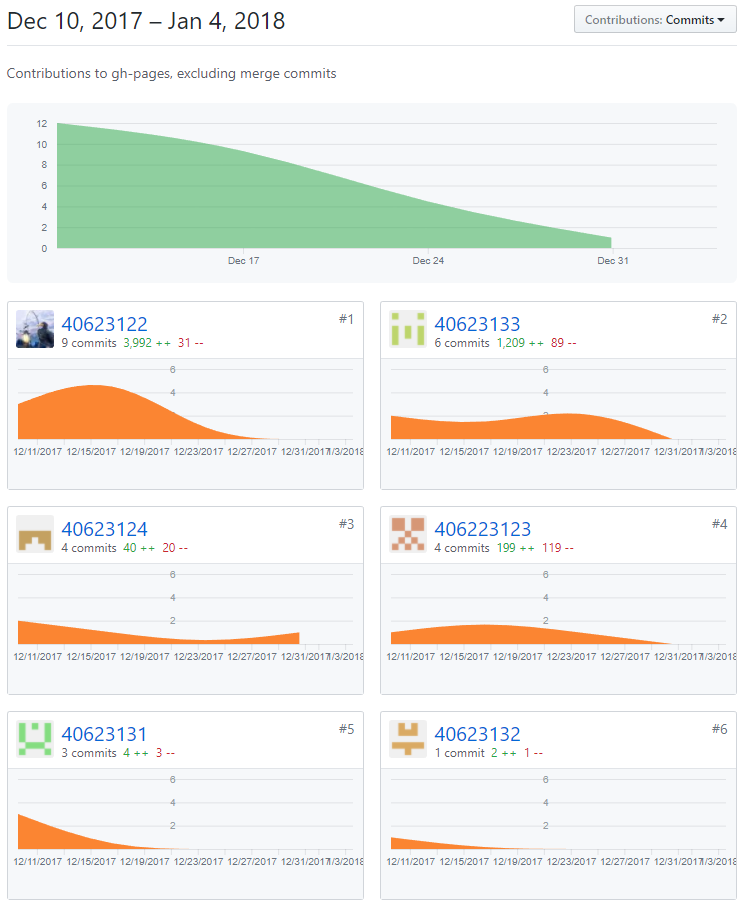 Dec 10, 2017 – Jan 4, 2018
Contributions: Commits
Contributions to gh-pages, excluding merge commits
12
10
8
6
4
2
0
Dec 17 Dec 24 Dec 31
40623122 #1
9 commits 3,992 ++ 31 --
6
4
12/11/2017 12/15/2017 12/19/2017 12/23/2017 12/27/2017 12/31/2017 1/3/2018
40623133 #2
6 commits 1,209 ++ 89 --
6
4
2
12/11/2017 12/15/2017 12/19/2017 12/23/2017 12/27/2017 12/31/2017 1/3/2018
40623124 #3
4 commits 40 ++ 20 --
6
4
2
12/11/2017 12/15/2017 12/19/2017 12/23/2017 12/27/2017 12/31/2017 1/3/2018
406223123 #4
4 commits 199 ++ 119 --
6
4
2
12/11/2017 12/15/2017 12/19/2017 12/23/2017 12/27/2017 12/31/2017 1/3/2018
40623131 #5
3 commits 4 ++ 3 --
6
4
2
12/11/2017 12/15/2017 12/19/2017 12/23/2017 12/27/2017 12/31/2017 1/3/2018
40623132 #6
1 commit 2 ++ 1 --
6
4
2
12/11/2017 12/15/2017 12/19/2017 12/23/2017 12/27/2017 12/31/2017 1/3/2018